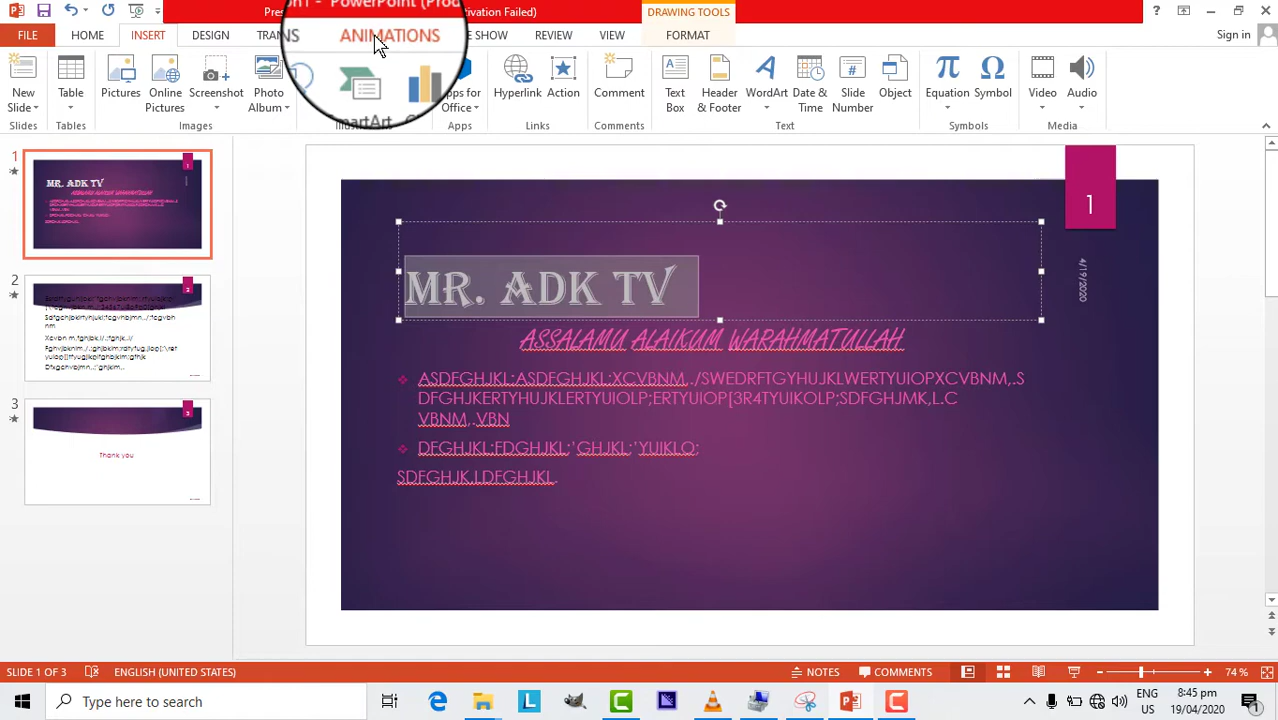 Pres
on1 - PowerPoint (Prod
ivation Failed)
DRAWING TOOLS
?
FILE
HOME
INSERT
DESIGN
TRANS
ANIMATIONS
E SHOW
REVIEW
VIEW
FORMAT
Sign in
New Slide
Table
Pictures
Online Pictures
Screenshot
Photo Album
SmartArt
Apps for Office
Hyperlink
Action
Comment
Text Box
Header & Footer
WordArt
Date & Time
Slide Number
Object
Equation
Symbol
Video
Audio
Slides
Tables
Images
Apps
Links
Comments
Text
Symbols
Media
1
2
3
Thank you
1
4/19/2020
MR. ADK TV
ASSALAMU ALAIKUM WARAHMATULLAH
ASDFGHJKL;ASDFGHJKL;XCVBNM,./SWEDRFTGYHUJKLWERTYUIOPXCVBNM,.S
DFGHJKERTYHUJKLERTYUIOLP;ERTYUIOP[3R4TYUIKOLP;SDFGHJMK,L.C
VBNM,.VBN
DFGHJKL;FDGHJKL;'GHJKL;'YUIKLO;
SDFGHJK,LDFGHJKL.
SLIDE 1 OF 3
ENGLISH (UNITED STATES)
NOTES
COMMENTS
74 %
Type here to search
ENG
US
8:45 pm
19/04/2020